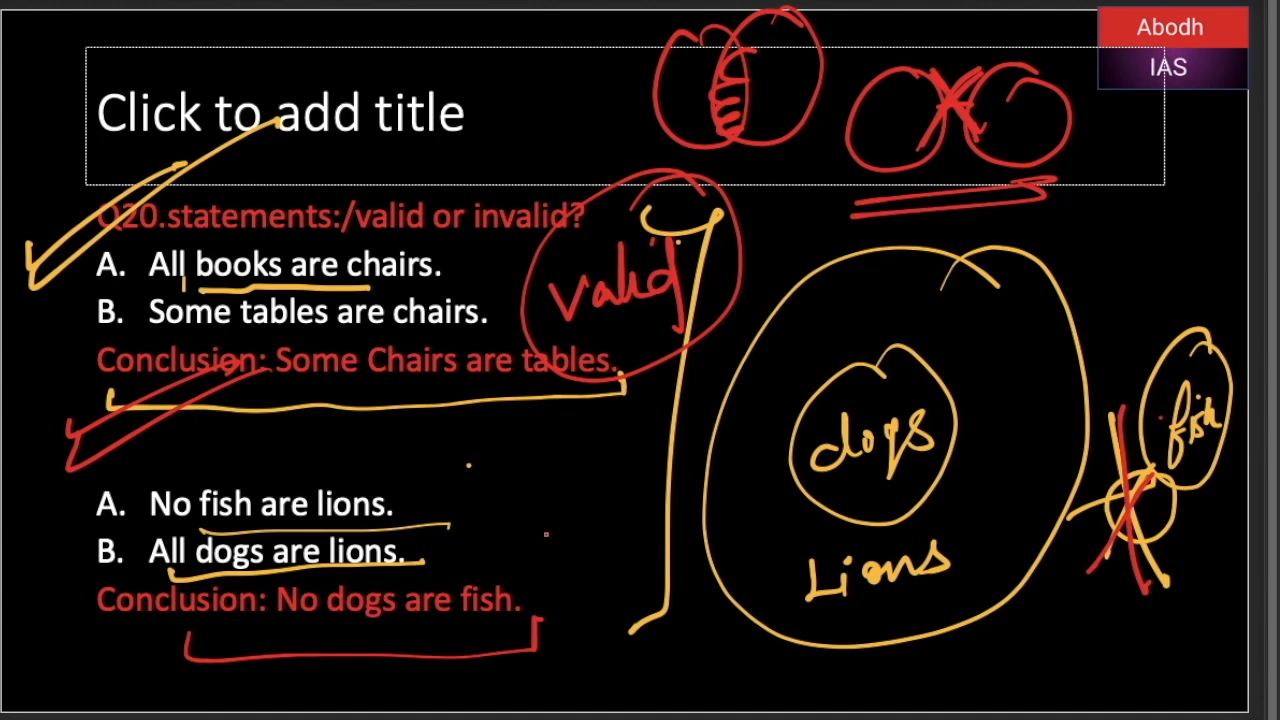 Abodh
IAS
Click to add title
Q20.statements:/valid or invalid?
A. All books are chairs.
B. Some tables are chairs.
Conclusion: Some Chairs are tables.
valid
A. No fish are lions.
B. All dogs are lions.
Conclusion: No dogs are fish.
dogs
Lions
fish